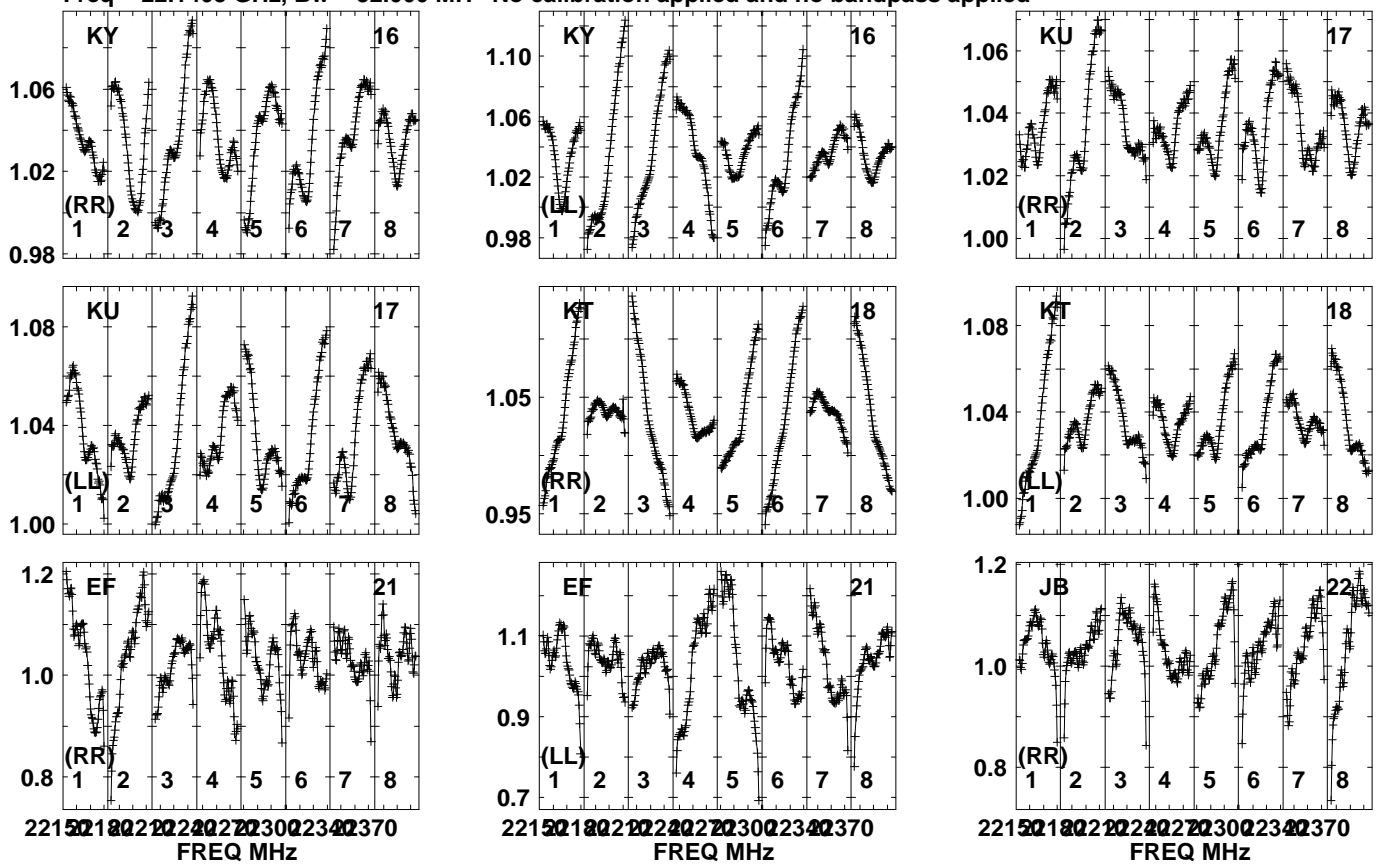 KY 16 KY 16 KU 17
1.06 1.10 1.06
1.06 1.04
1.02 1.02 1.02
(RR) (LL) (RR)
1 2 3 4 5 6 7 8 1 2 3 4 5 6 7 8 1 2 3 4 5 6 7 8
0.98 0.98 1.00
KU 17 KT 18 KT 18
1.08 1.05 1.08
1.04 1.04
(LL) (RR) (LL)
1 2 3 4 5 6 7 8 1 2 3 4 5 6 7 8 1 2 3 4 5 6 7 8
1.00 0.95 1.00
EF 21 EF 21 JB 22
1.2 1.1 1.2
1.0 0.9 1.0
(RR) (LL) (RR)
1 2 3 4 5 6 7 8 1 2 3 4 5 6 7 8 1 2 3 4 5 6 7 8
0.8 0.7 0.8
FREQ MHz FREQ MHz FREQ MHz